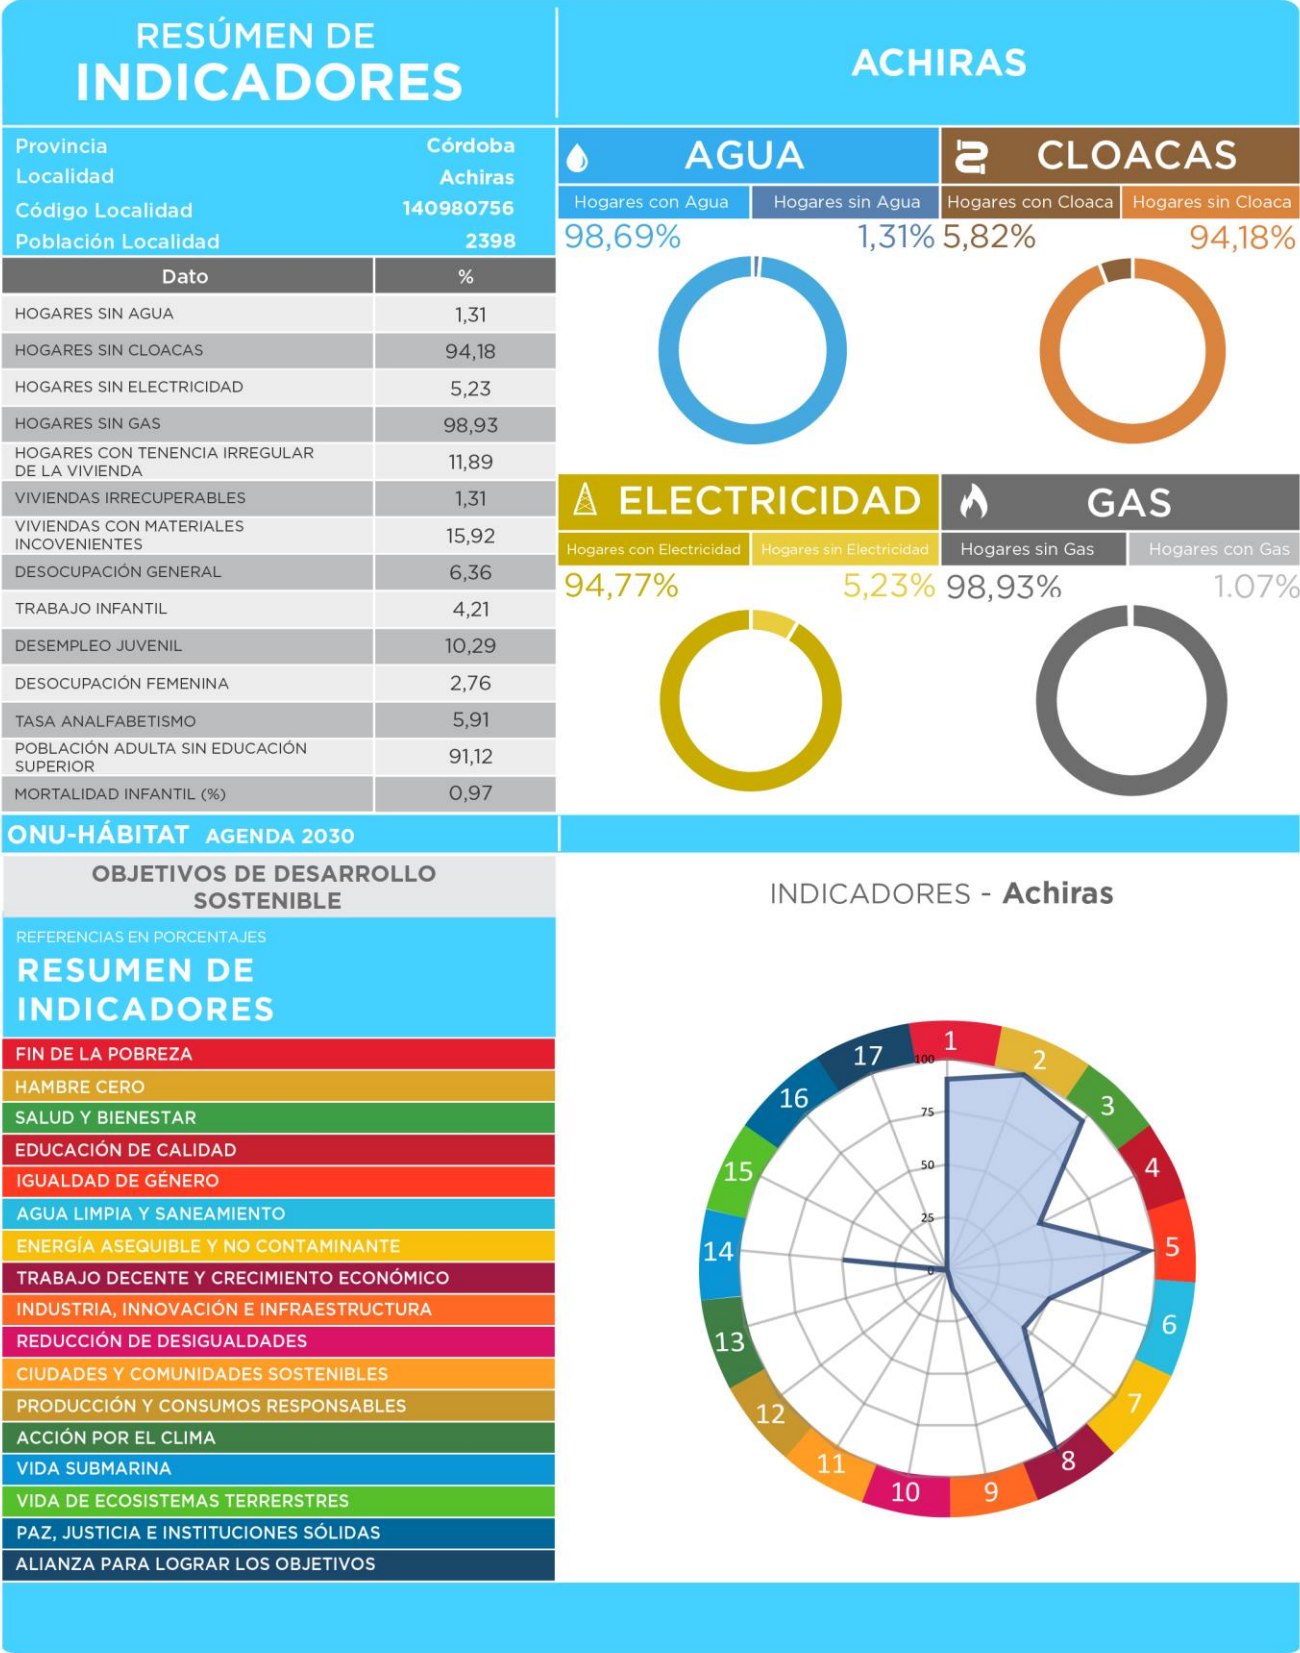 RESÚMEN DE
INDICADORES
ACHIRAS
Provincia Córdoba
Localidad Achiras
Código Localidad 140980756
Población Localidad 2398
Dato %
HOGARES SIN AGUA 1,31
HOGARES SIN CLOACAS 94,18
HOGARES SIN ELECTRICIDAD 5,23
HOGARES SIN GAS 98,93
HOGARES CON TENENCIA IRREGULAR
DE LA VIVIENDA 11,89
VIVIENDAS IRRECUPERABLES 1,31
VIVIENDAS CON MATERIALES
INCOVENIENTES 15,92
DESOCUPACIÓN GENERAL 6,36
TRABAJO INFANTIL 4,21
DESEMPLEO JUVENIL 10,29
DESOCUPACIÓN FEMENINA 2,76
TASA ANALFABETISMO 5,91
POBLACIÓN ADULTA SIN EDUCACIÓN
SUPERIOR 91,12
MORTALIDAD INFANTIL (%) 0,97
AGUA
Hogares con Agua Hogares sin Agua
98,69% 1,31%
CLOACAS
Hogares con Cloaca Hogares sin Cloaca
5,82% 94,18%
ELECTRICIDAD
Hogares con Electricidad Hogares sin Electricidad
94,77% 5,23%
GAS
Hogares sin Gas Hogares con Gas
98,93% 1.07%
ONU-HÁBITAT AGENDA 2030
OBJETIVOS DE DESARROLLO
SOSTENIBLE
REFERENCIAS EN PORCENTAJES
RESUMEN DE
INDICADORES
FIN DE LA POBREZA
HAMBRE CERO
SALUD Y BIENESTAR
EDUCACIÓN DE CALIDAD
IGUALDAD DE GÉNERO
AGUA LIMPIA Y SANEAMIENTO
ENERGÍA ASEQUIBLE Y NO CONTAMINANTE
TRABAJO DECENTE Y CRECIMIENTO ECONÓMICO
INDUSTRIA, INNOVACIÓN E INFRAESTRUCTURA
REDUCCIÓN DE DESIGUALDADES
CIUDADES Y COMUNIDADES SOSTENIBLES
PRODUCCIÓN Y CONSUMOS RESPONSABLES
ACCIÓN POR EL CLIMA
VIDA SUBMARINA
VIDA DE ECOSISTEMAS TERRERSTRES
PAZ, JUSTICIA E INSTITUCIONES SÓLIDAS
ALIANZA PARA LOGRAR LOS OBJETIVOS
INDICADORES - Achiras
1
2
3
4
5
6
7
8
9
10
11
12
13
14
15
16
17
100
75
50
25
0